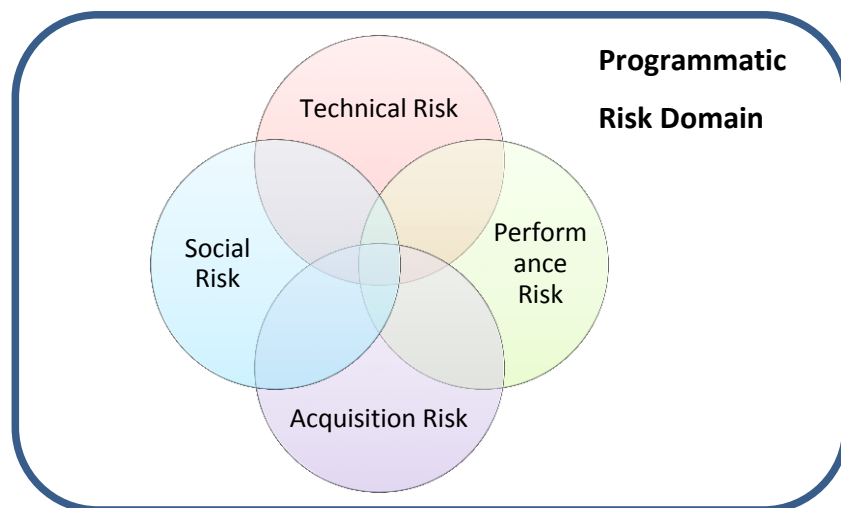 Programmatic
Risk Domain
Technical Risk
Social
Risk
Perform
ance
Risk
Acquisition Risk